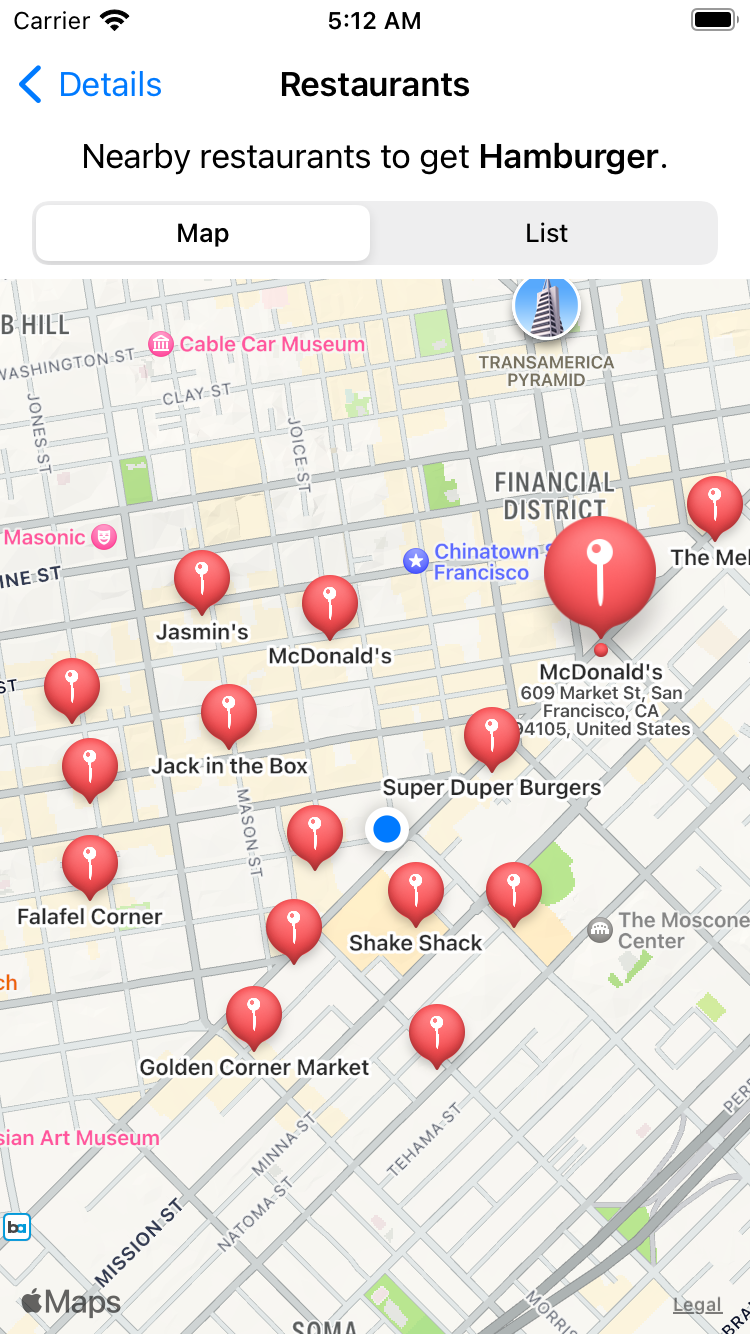 Carrier
5:12 AM
Details
Restaurants
Nearby restaurants to get Hamburger.
Map
List
B HILL
Cable Car Museum
WASHINGTON ST
TRANSAMERICA
PYRAMID
CLAY ST
JONES ST
JOICE ST
FINANCIAL
DISTRICT
Masonic
Chinatown S
Francisco
The Mel
INE ST
Jasmin's
McDonald's
McDonald's
609 Market St, San
Francisco, CA
94105, United States
ST
Jack in the Box
Super Duper Burgers
MASON ST
Falafel Corner
Shake Shack
The Moscone
Center
ch
Golden Corner Market
PER
sian Art Museum
MINNA ST
TEHAMA ST
NATOMA ST
MISSION ST
ba
Maps
Legal
MORRIS
BRA
SOMA